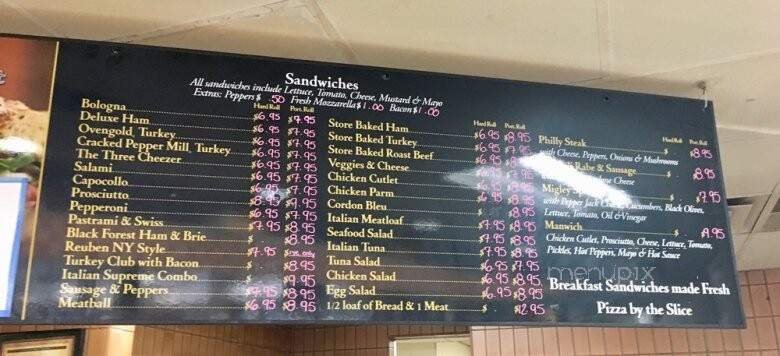 Sandwiches
All sandwiches include Lettuce, Tomato, Cheese, Mustard & Mayo
Extras: Peppers $ .50 Fresh Mozzarella $1.00 Bacon $1.00
Hard Roll Port. Roll
Bologna $6.95 $7.95
Deluxe Ham $6.95 $7.95
Ovengold Turkey $6.95 $7.95
Cracked Pepper Mill Turkey $6.95 $7.95
The Three Cheezer $6.95 $7.95
Salami $6.95 $7.95
Capocollo $6.95 $7.95
Prosciutto
Pepperoni $6.95 $7.95
Pastrami & Swiss $7.95 $8.95
Black Forest Ham & Brie $ $8.95
Reuben NY Style $7.95
Turkey Club with Bacon $ $8.95
Italian Supreme Combo $ $9.95
Sausage & Peppers $7.95 $8.95
Meatball $6.95 $8.95
Hard Roll Port. Roll
Store Baked Ham $6.95 $8.95
Store Baked Turkey $6.95
Store Baked Roast Beef
Veggies & Cheese
Chicken Cutlet
Chicken Parm $8.95
Cordon Bleu $ $8.95
Italian Meatloaf
Seafood Salad $7.95 $8.95
Italian Tuna $7.95 $8.95
Tuna Salad $6.95 $7.95
Chicken Salad $6.95 $8.95
Egg Salad $6.95 $8.95
1/2 loaf of Bread & 1 Meat $ $12.95
Hard Roll Port. Roll
Philly Steak $ $8.95
with Cheese, Peppers, Onions & Mushrooms
Rabe & Sausage $ 8.95
Cheese
Migley $7.95
with Pepper Jack Cucumbers, Black Olives,
Lettuce, Tomato, Oil & Vinegar
Manwich $ 9.95
Chicken Cutlet, Prosciutto, Cheese, Lettuce, Tomato,
Pickles, Hot Peppers, Mayo & Hot Sauce
menupix
Breakfast Sandwiches made Fresh
Pizza by the Slice